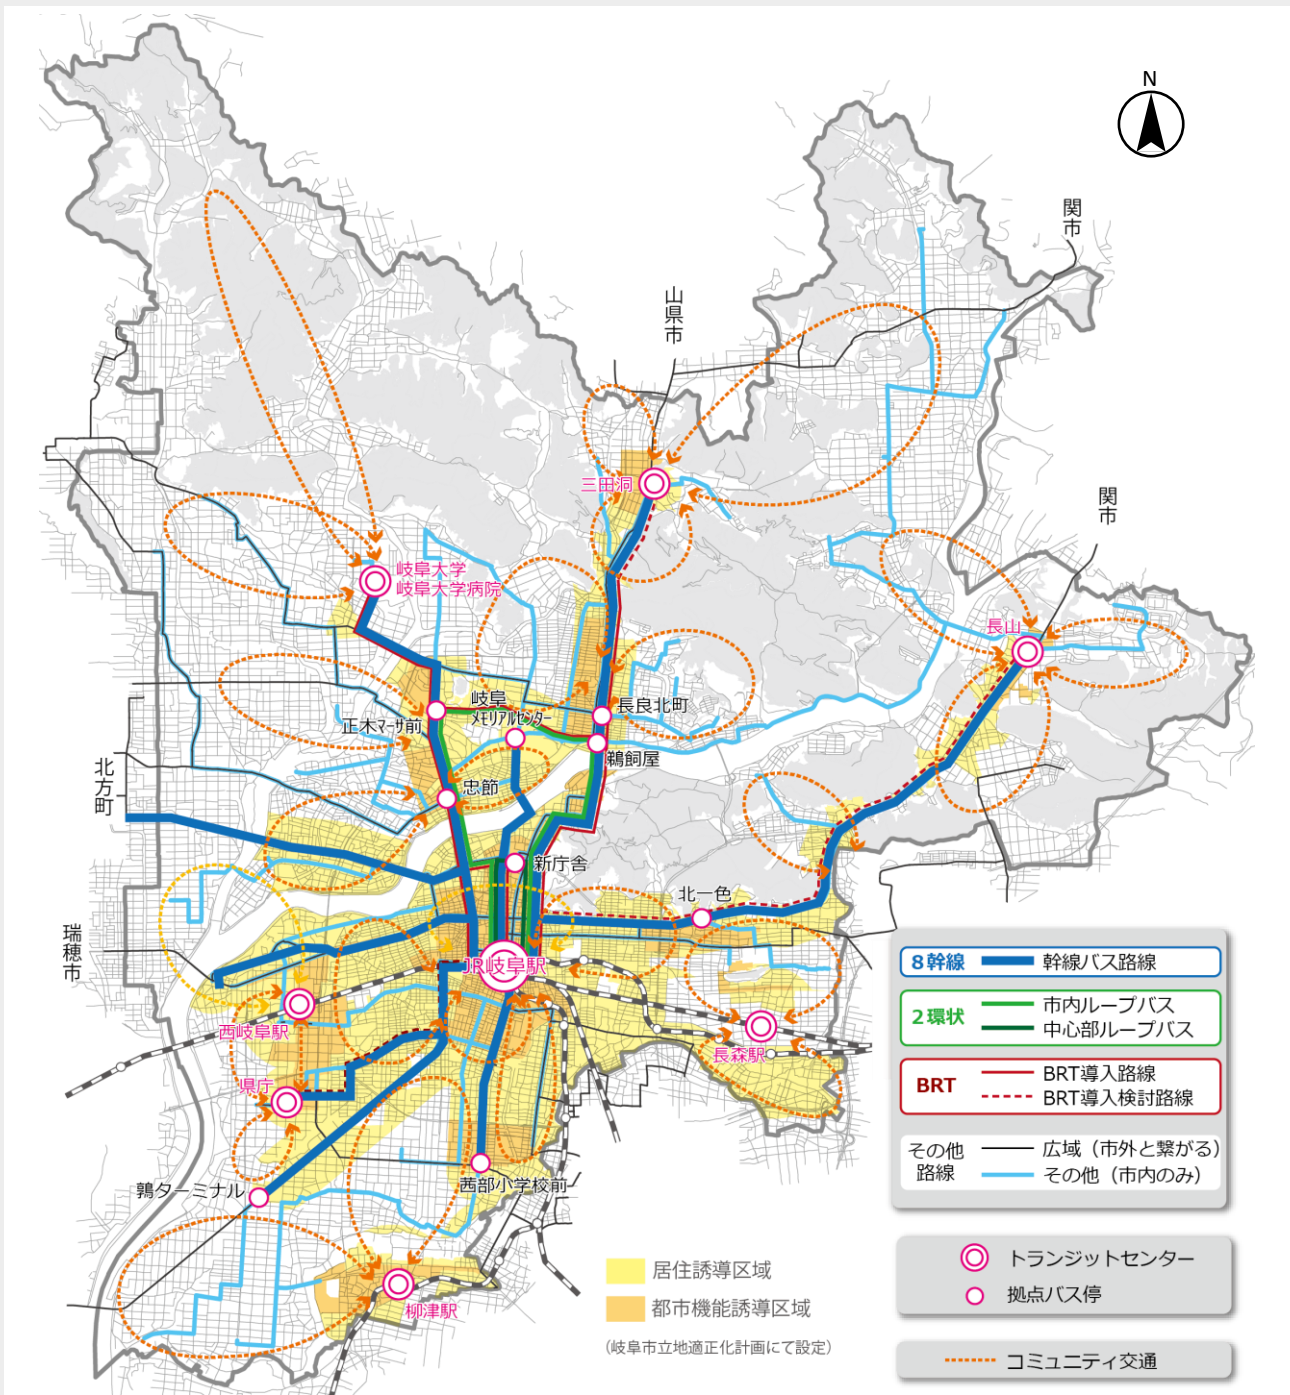 N
関市
山県市
関市
三田洞
岐阜大学
岐阜大学病院
長山
岐阜
メモリアルセンター
長良北町
正木マーサ前
鵜飼屋
北方町
忠節
新庁舎
北一色
瑞穂市
JR岐阜駅
西岐阜駅
長森駅
県庁
鶉ターミナル
茜部小学校前
柳津駅
8幹線
幹線バス路線
2環状
市内ループバス
中心部ループバス
BRT
BRT導入路線
BRT導入検討路線
その他
路線
広域（市外と繋がる）
その他（市内のみ）
トランジットセンター
拠点バス停
コミュニティ交通
居住誘導区域
都市機能誘導区域
(岐阜市立地適正化計画にて設定)